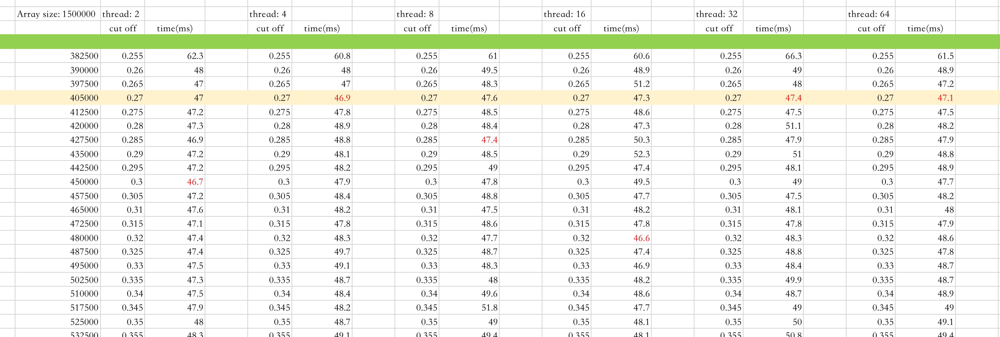 Array size: 1500000 thread: 2 thread: 4 thread: 8 thread: 16 thread: 32 thread: 64
cut off time(ms) cut off time(ms) cut off time(ms) cut off time(ms) cut off time(ms) cut off time(ms)
382500 0.255 62.3 0.255 60.8 0.255 61 0.255 60.6 0.255 66.3 0.255 61.5
390000 0.26 48 0.26 48 0.26 49.5 0.26 48.9 0.26 49 0.26 48.9
397500 0.265 47 0.265 47 0.265 48.3 0.265 51.2 0.265 48 0.265 47.2
405000 0.27 47 0.27 46.9 0.27 47.6 0.27 47.3 0.27 47.4 0.27 47.1
412500 0.275 47.2 0.275 47.8 0.275 48.5 0.275 48.6 0.275 47.5 0.275 47.5
420000 0.28 47.3 0.28 48.9 0.28 48.4 0.28 47.3 0.28 51.1 0.28 48.2
427500 0.285 46.9 0.285 48.8 0.285 47.4 0.285 50.3 0.285 47.9 0.285 47.9
435000 0.29 47.2 0.29 48.1 0.29 48.5 0.29 52.3 0.29 51 0.29 48.8
442500 0.295 47.2 0.295 48.2 0.295 49 0.295 47.4 0.295 48.1 0.295 48.9
450000 0.3 46.7 0.3 47.9 0.3 47.8 0.3 49.5 0.3 49 0.3 47.7
457500 0.305 47.2 0.305 48.4 0.305 48.8 0.305 47.7 0.305 47.5 0.305 48.2
465000 0.31 47.6 0.31 48.2 0.31 47.5 0.31 48.2 0.31 48.1 0.31 48
472500 0.315 47.1 0.315 47.8 0.315 48.6 0.315 47.8 0.315 47.8 0.315 47.9
480000 0.32 47.4 0.32 48.3 0.32 47.7 0.32 46.6 0.32 48.3 0.32 48.6
487500 0.325 47.4 0.325 49.7 0.325 48.7 0.325 47.4 0.325 48.8 0.325 47.8
495000 0.33 47.5 0.33 49.1 0.33 48.3 0.33 46.9 0.33 48.4 0.33 48.7
502500 0.335 47.3 0.335 48.7 0.335 48 0.335 48.2 0.335 49.9 0.335 48.7
510000 0.34 47.5 0.34 48.4 0.34 49.6 0.34 48.6 0.34 48.7 0.34 48.9
517500 0.345 47.9 0.345 48.2 0.345 51.8 0.345 47.7 0.345 49 0.345 49
525000 0.35 48 0.35 48.7 0.35 49 0.35 48.1 0.35 50 0.35 49.1
532500 0.355 48.3 0.355 49.1 0.355 49.4 0.355 48.1 0.355 50.8 0.355 49.4